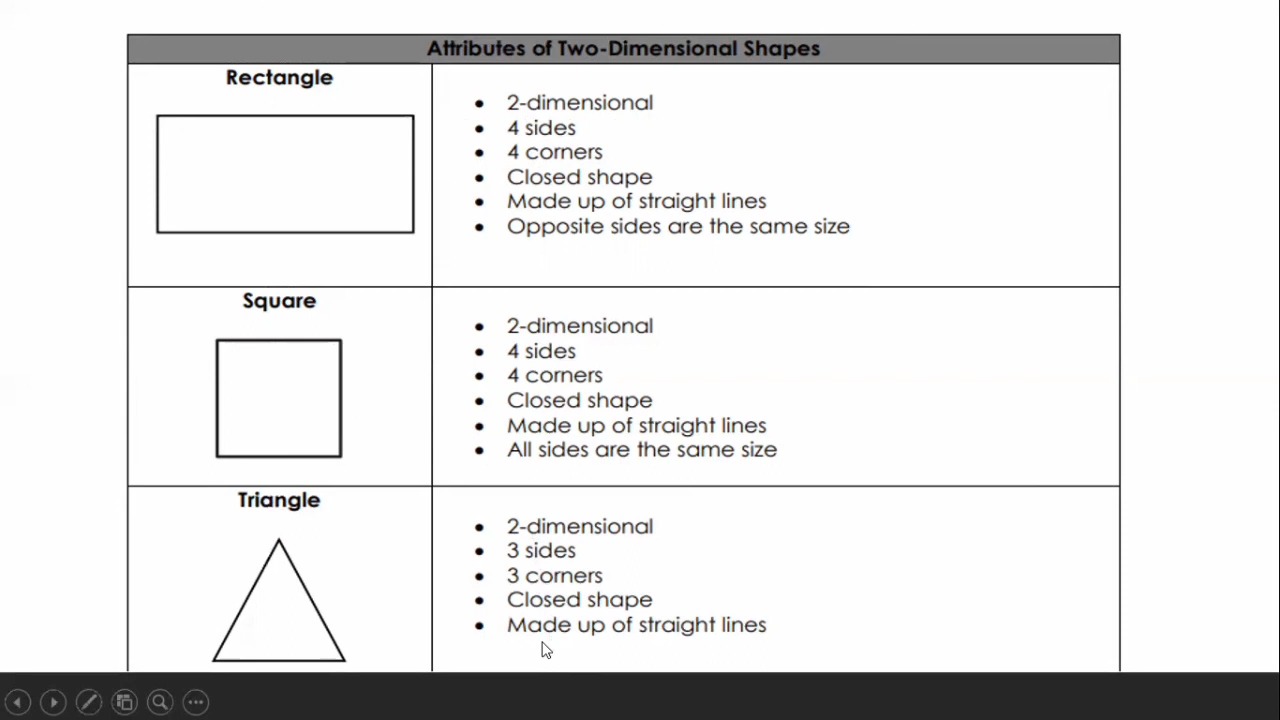 Attributes of Two-Dimensional Shapes
Rectangle
• 2-dimensional
• 4 sides
• 4 corners
• Closed shape
• Made up of straight lines
• Opposite sides are the same size
Square
• 2-dimensional
• 4 sides
• 4 corners
• Closed shape
• Made up of straight lines
• All sides are the same size
Triangle
• 2-dimensional
• 3 sides
• 3 corners
• Closed shape
• Made up of straight lines